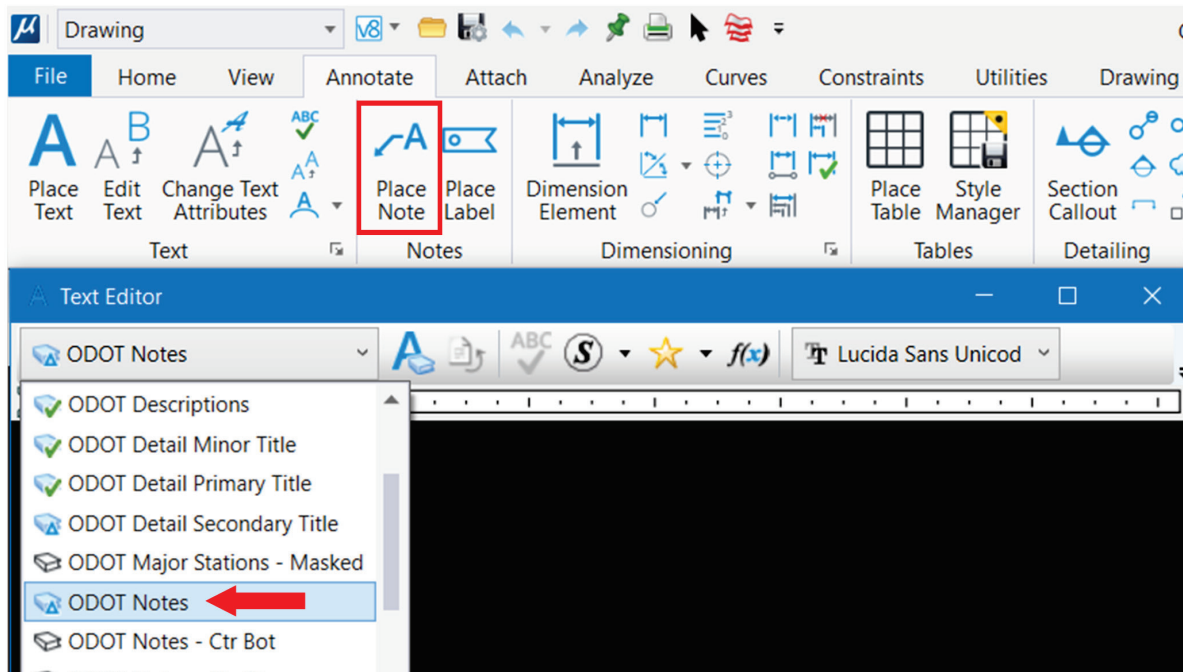 Drawing
V8
File Home View Annotate Attach Analyze Curves Constraints Utilities Drawing
Place Text
Edit Text
Change Text Attributes
ABC
Place Note
Place Label
Dimension Element
Place Table
Style Manager
Section Callout
Text
Notes
Dimensioning
Tables
Detailing
Text Editor
ODOT Notes
ABC
S
f(x)
Lucida Sans Unicod
ODOT Descriptions
ODOT Detail Minor Title
ODOT Detail Primary Title
ODOT Detail Secondary Title
ODOT Major Stations - Masked
ODOT Notes
ODOT Notes - Ctr Bot